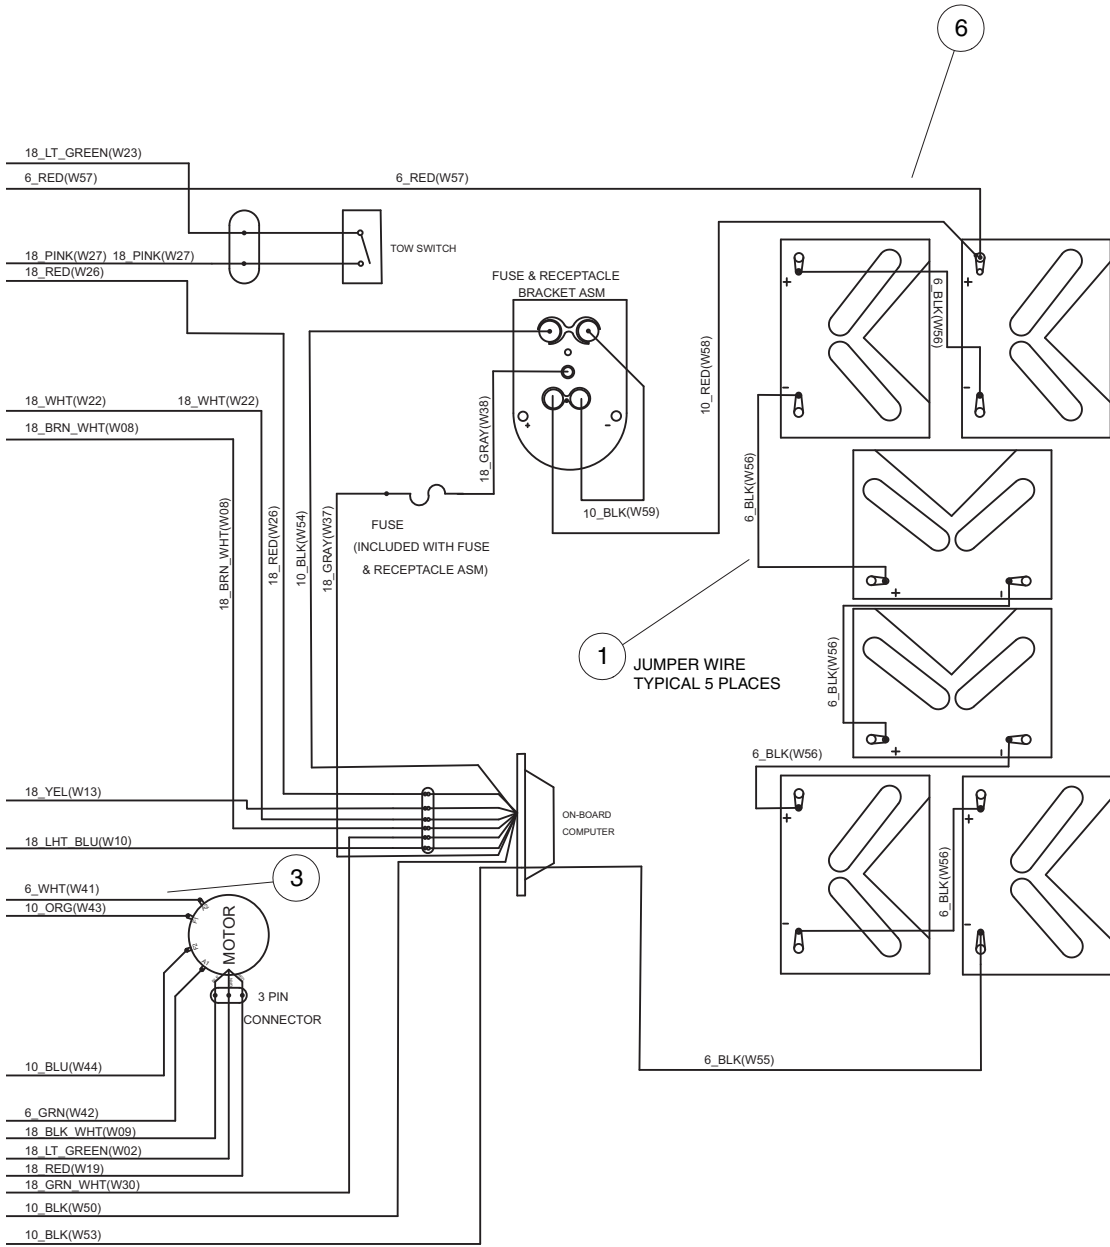 6
18_LT_GREEN(W23)
6_RED(W57)
6_RED(W57)
TOW SWITCH
18_PINK(W27)
18_PINK(W27)
18_RED(W26)
FUSE & RECEPTACLE
BRACKET ASM
+
-
+
-
6_BLK(W56)
10_RED(W58)
18_WHT(W22)
18_WHT(W22)
18_BRN_WHT(W08)
+
-
18_GRAY(W38)
6_BLK(W56)
10_BLK(W59)
FUSE
(INCLUDED WITH FUSE
& RECEPTACLE ASM)
18_BRN_WHT(W08)
18_RED(W26)
10_BLK(W54)
18_GRAY(W37)
+
-
1
JUMPER WIRE
TYPICAL 5 PLACES
6_BLK(W56)
+
-
6_BLK(W56)
18_YEL(W13)
ON-BOARD
COMPUTER
18_LHT_BLU(W10)
+
-
+
-
6_BLK(W56)
3
6_WHT(W41)
10_ORG(W43)
MOTOR
A2
F1
F2
A1
3 PIN
CONNECTOR
6_BLK(W55)
10_BLU(W44)
6_GRN(W42)
18_BLK_WHT(W09)
18_LT_GREEN(W02)
18_RED(W19)
18_GRN_WHT(W30)
10_BLK(W50)
10_BLK(W53)